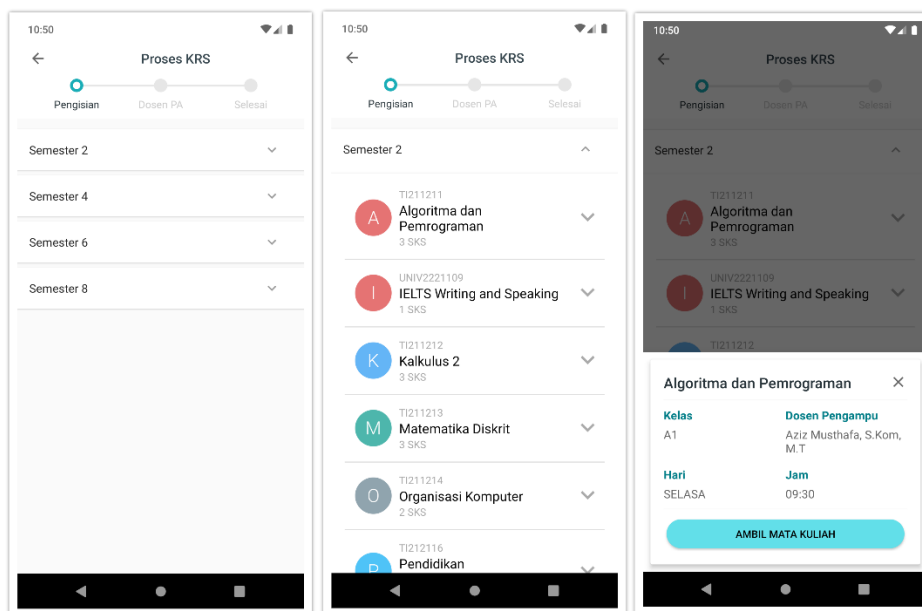 10:50
Proses KRS
Pengisian Dosen PA Selesai
Semester 2
Semester 4
Semester 6
Semester 8
10:50
Proses KRS
Pengisian Dosen PA Selesai
Semester 2
TI211211
A
Algoritma dan
Pemrograman
3 SKS
UNIV2221109
I
IELTS Writing and Speaking
1 SKS
TI211212
K
Kalkulus 2
3 SKS
TI211213
M
Matematika Diskrit
3 SKS
TI211214
O
Organisasi Komputer
2 SKS
TI212116
P
Pendidikan
10:50
Proses KRS
Pengisian Dosen PA Selesai
Semester 2
TI211211
A
Algoritma dan
Pemrograman
3 SKS
UNIV2221109
I
IELTS Writing and Speaking
1 SKS
TI211212
Algoritma dan Pemrograman
Kelas Dosen Pengampu
A1 Aziz Musthafa, S.Kom,
M.T
Hari Jam
SELASA 09:30
AMBIL MATA KULIAH